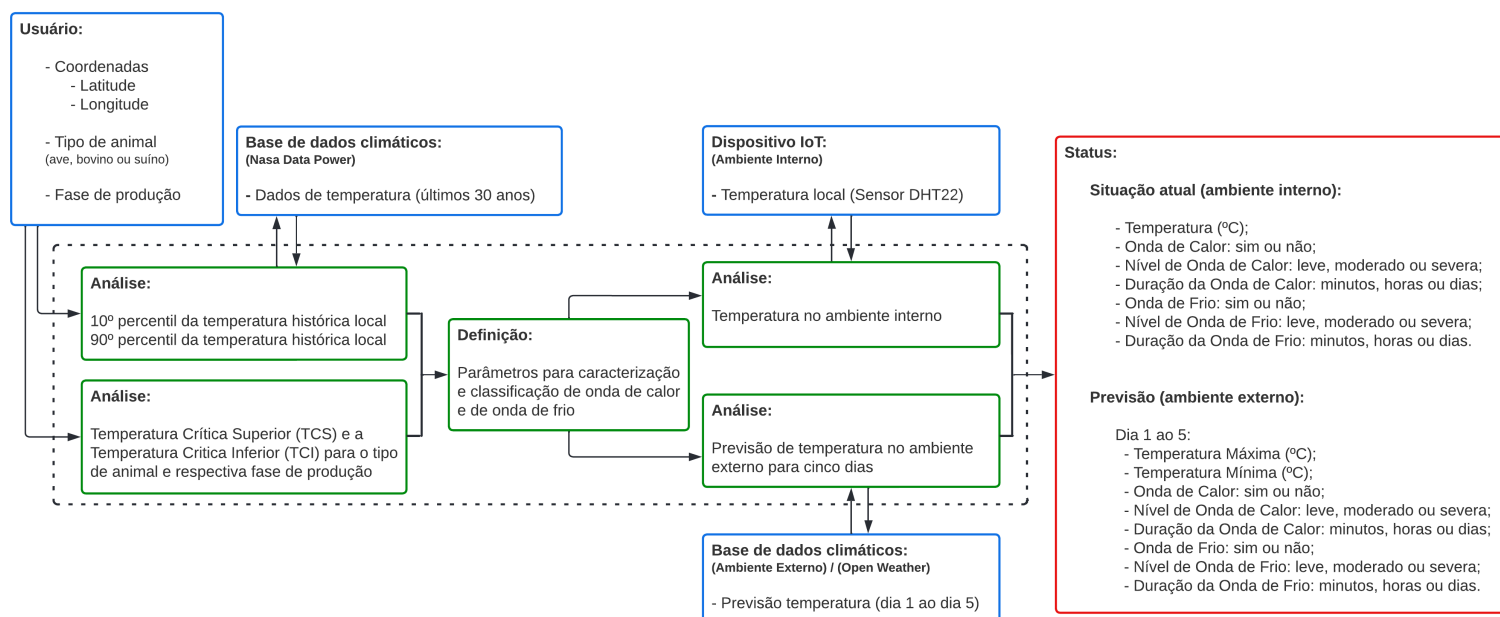 Usuário:
- Coordenadas
- Latitude
- Longitude
- Tipo de animal
(ave, bovino ou suíno)
- Fase de produção
Base de dados climáticos:
(Nasa Data Power)
- Dados de temperatura (últimos 30 anos)
Análise:
10º percentil da temperatura histórica local
90º percentil da temperatura histórica local
Análise:
Temperatura Crítica Superior (TCS) e a
Temperatura Critica Inferior (TCI) para o tipo
de animal e respectiva fase de produção
Definição:
Parâmetros para caracterização
e classificação de onda de calor
e de onda de frio
Dispositivo IoT:
(Ambiente Interno)
- Temperatura local (Sensor DHT22)
Análise:
Temperatura no ambiente interno
Análise:
Previsão de temperatura no ambiente
externo para cinco dias
Base de dados climáticos:
(Ambiente Externo) / (Open Weather)
- Previsão temperatura (dia 1 ao dia 5)
Status:
Situação atual (ambiente interno):
- Temperatura (ºC);
- Onda de Calor: sim ou não;
- Nível de Onda de Calor: leve, moderado ou severa;
- Duração da Onda de Calor: minutos, horas ou dias;
- Onda de Frio: sim ou não;
- Nível de Onda de Frio: leve, moderado ou severa;
- Duração da Onda de Frio: minutos, horas ou dias.
Previsão (ambiente externo):
Dia 1 ao 5:
- Temperatura Máxima (ºC);
- Temperatura Mínima (ºC);
- Onda de Calor: sim ou não;
- Nível de Onda de Calor: leve, moderado ou severa;
- Duração da Onda de Calor: minutos, horas ou dias;
- Onda de Frio: sim ou não;
- Nível de Onda de Frio: leve, moderado ou severa;
- Duração da Onda de Frio: minutos, horas ou dias.